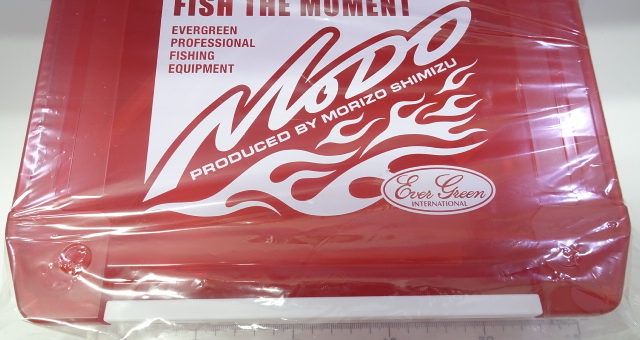 FISH THE MOMENT
EVERGREEN
PROFESSIONAL
FISHING
EQUIPMENT
MoDO
PRODUCED BY MORIZO SHIMIZU
Ever Green
INTERNATIONAL